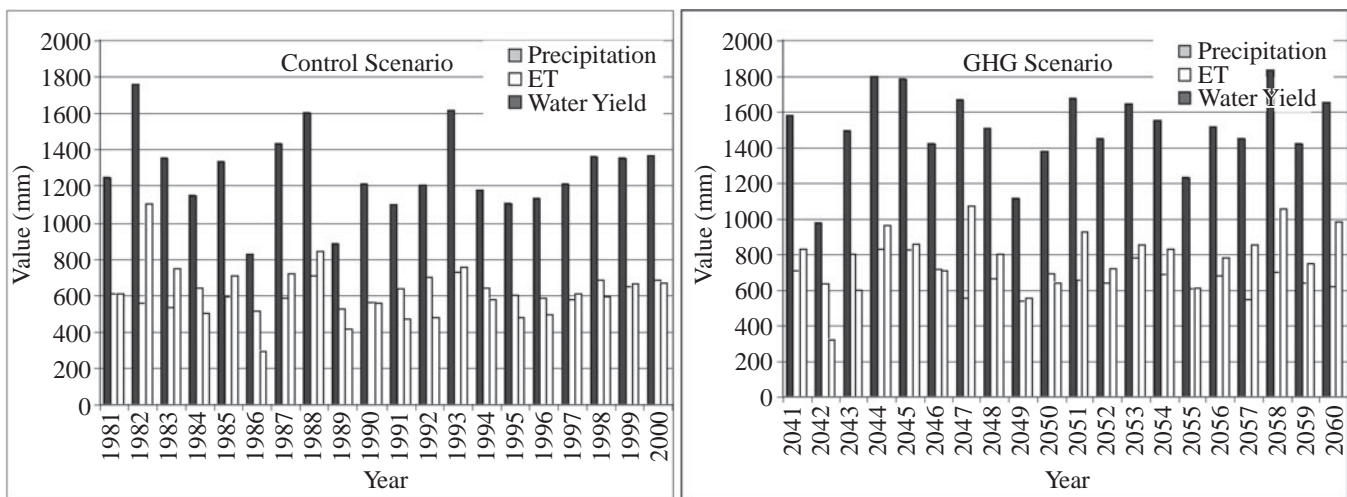 2000
1800
1600
1400
1200
1000
800
600
400
200
0
Value (mm)
Control Scenario
Precipitation
ET
Water Yield
1981 1982 1983 1984 1985 1986 1987 1988 1989 1990 1991 1992 1993 1994 1995 1996 1997 1998 1999 2000
Year
2000
1800
1600
1400
1200
1000
800
600
400
200
0
Value (mm)
GHG Scenario
Precipitation
ET
Water Yield
2041 2042 2043 2044 2045 2046 2047 2048 2049 2050 2051 2052 2053 2054 2055 2056 2057 2058 2059 2060
Year